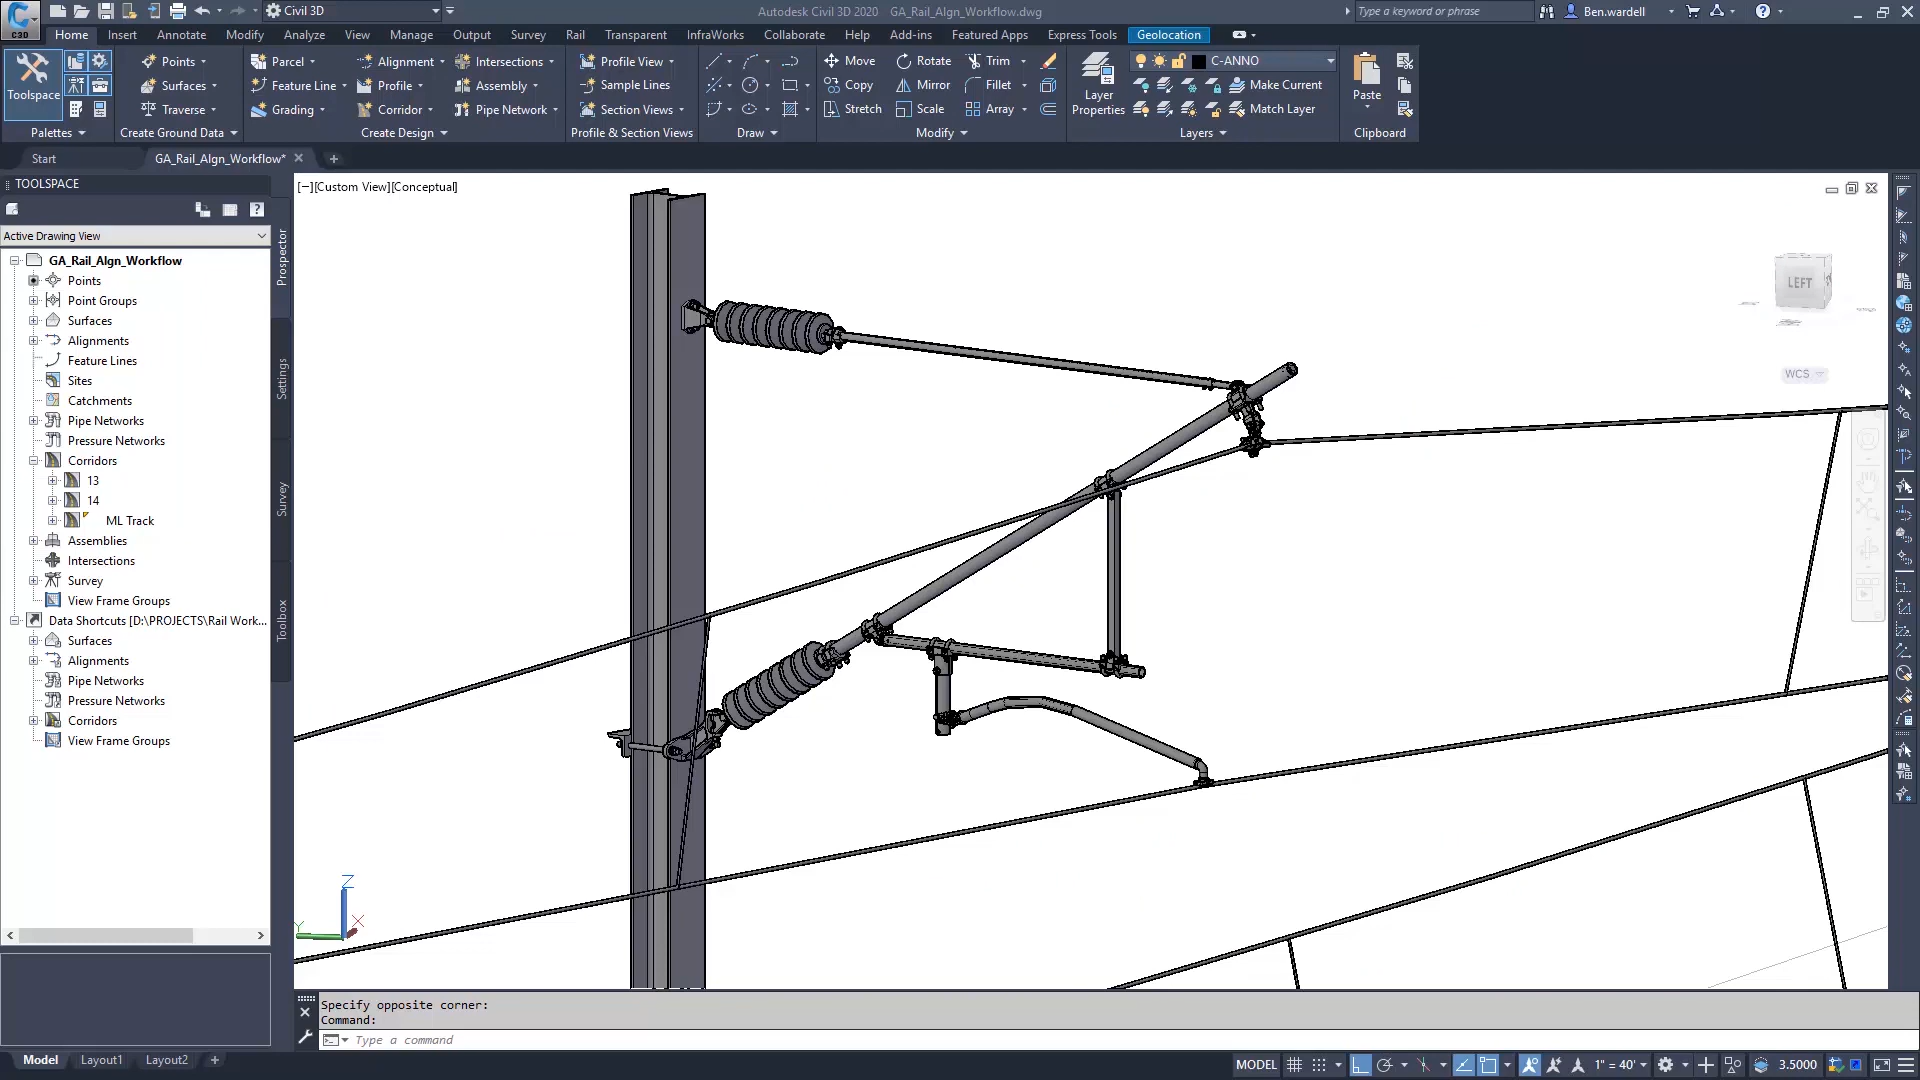 Civil 3D
Autodesk Civil 3D 2020 GA_Rail_Algn_Workflow.dwg
Type a keyword or phrase
Ben.wardell
C3D
Home Insert Annotate Modify Analyze View Manage Output Survey Rail Transparent InfraWorks Collaborate Help Add-ins Featured Apps Express Tools Geolocation
Points Parcel Alignment Intersections Profile View Move Rotate Trim C-ANNO
Toolspace Surfaces Feature Line Profile Assembly Sample Lines Copy Mirror Fillet Layer Properties Make Current Paste
Traverse Grading Corridor Pipe Network Section Views Stretch Scale Array Match Layer
Palettes Create Ground Data Create Design Profile & Section Views Draw Modify Layers Clipboard
Start GA_Rail_Algn_Workflow*
TOOLSPACE
[−][Custom View][Conceptual]
Active Drawing View
GA_Rail_Algn_Workflow
Points
Point Groups
Surfaces
Alignments
Feature Lines
Sites
Catchments
Pipe Networks
Pressure Networks
Corridors
13
14
ML Track
Assemblies
Intersections
Survey
View Frame Groups
Data Shortcuts [D:\PROJECTS\Rail Work...
Surfaces
Alignments
Pipe Networks
Pressure Networks
Corridors
View Frame Groups
Prospector
Settings
Survey
Toolbox
LEFT
WCS
Z
X
Y
Specify opposite corner:
Command:
Type a command
Model Layout1 Layout2
MODEL 1" = 40' 3.5000